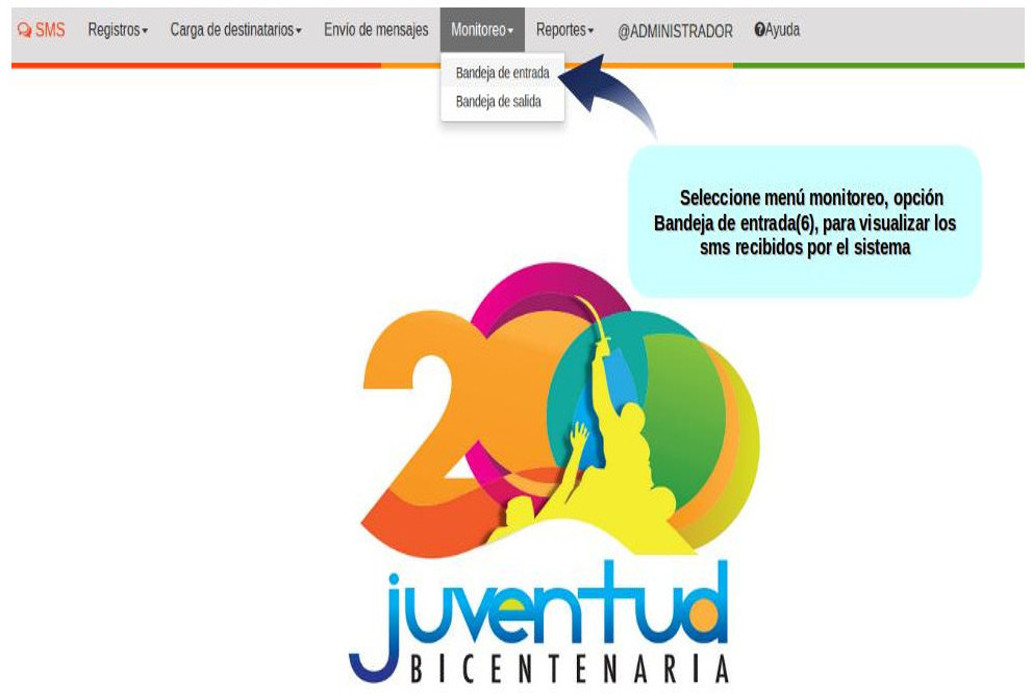 SMS Registros Carga de destinatarios Envío de mensajes Monitoreo Reportes @ADMINISTRADOR Ayuda
Bandeja de entrada
Bandeja de salida
Seleccione menú monitoreo, opción
Bandeja de entrada(6), para visualizar los
sms recibidos por el sistema
200
juventud
BICENTENARIA